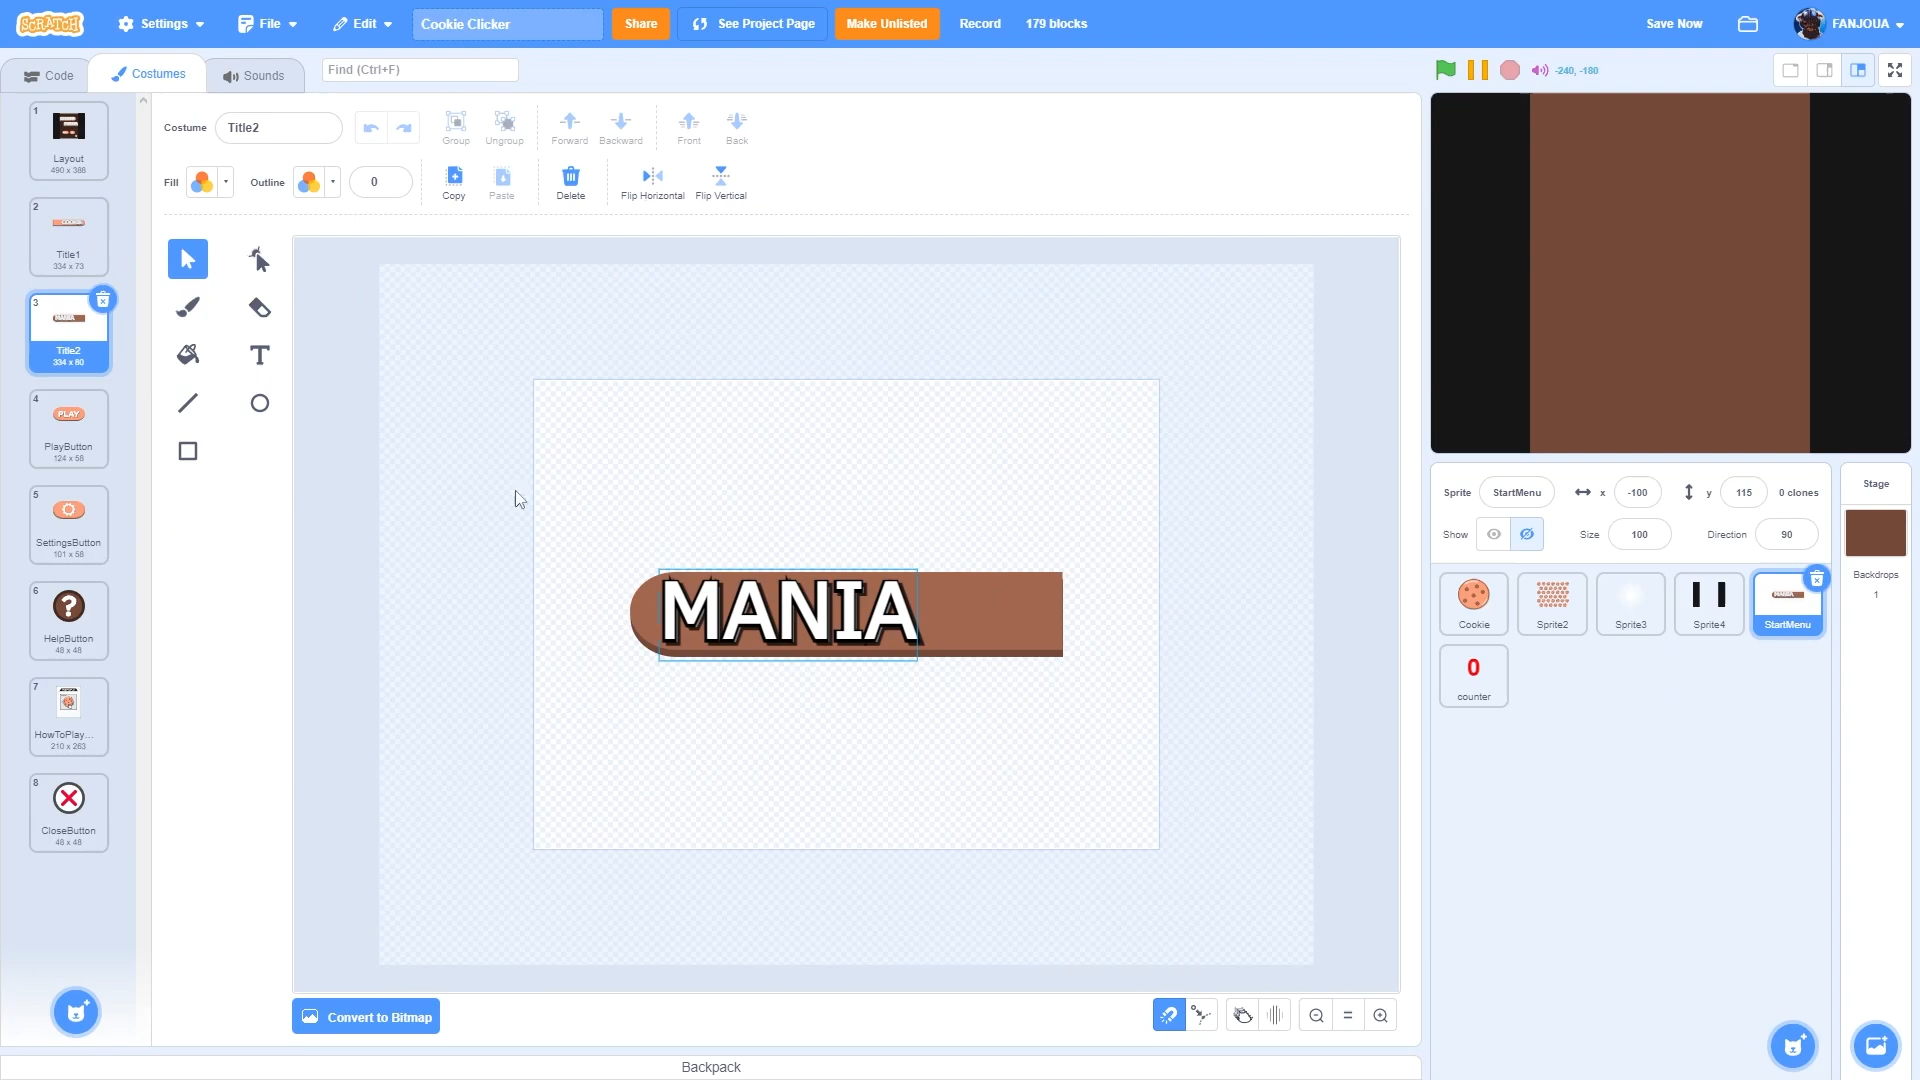 SCRATCH
Settings
File
Edit
Cookie Clicker
Share
See Project Page
Make Unlisted
Record
179 blocks
Save Now
FANJOUA
Code
Costumes
Sounds
Find (Ctrl+F)
-240, -180
Costume
Title2
Group
Ungroup
Forward
Backward
Front
Back
Fill
Outline
0
Copy
Paste
Delete
Flip Horizontal
Flip Vertical
1
Layout
490 x 388
2
COOKIE
Title1
334 x 73
3
MANIA
Title2
334 x 80
4
PLAY
PlayButton
124 x 58
5
SettingsButton
101 x 58
6
?
HelpButton
48 x 48
7
HowToPlay...
210 x 263
8
CloseButton
48 x 48
MANIA
Convert to Bitmap
Backpack
Sprite
StartMenu
x
-100
y
115
0 clones
Show
Size
100
Direction
90
Cookie
Sprite2
Sprite3
Sprite4
MANIA
StartMenu
0
counter
Stage
Backdrops
1